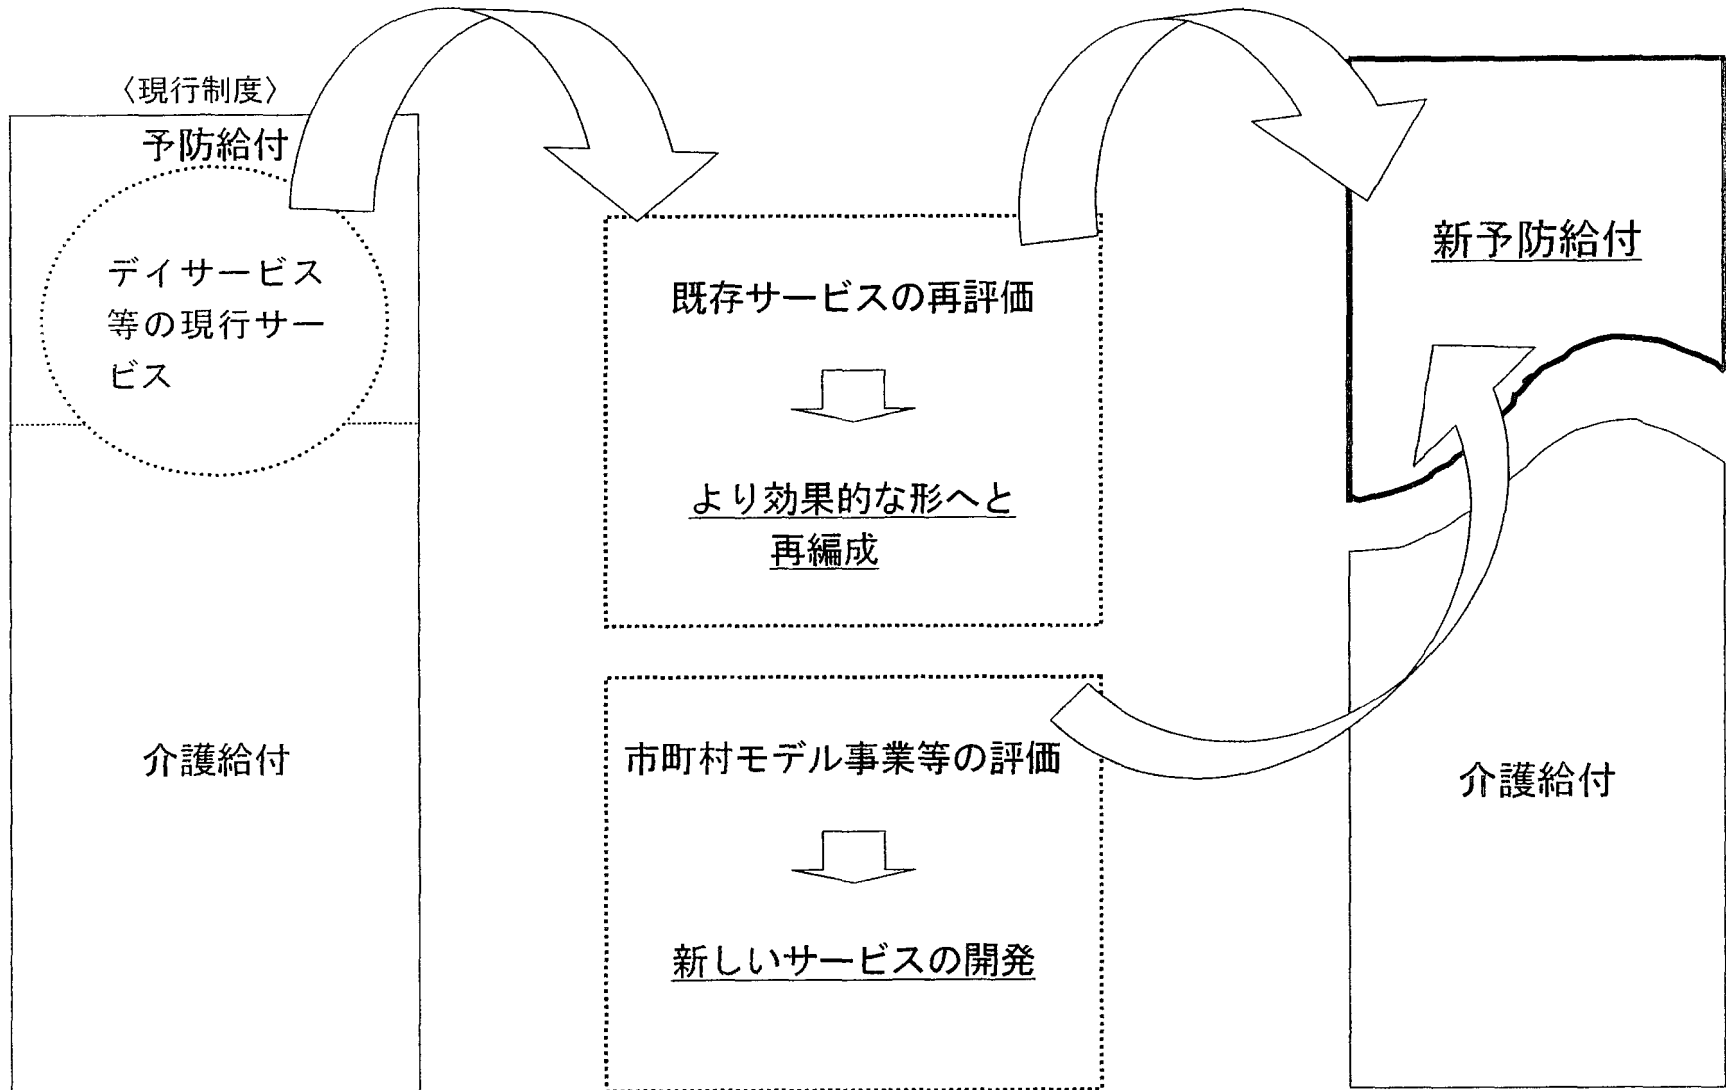 〈現行制度〉
予防給付
デイサービス
等の現行サー
ビス
介護給付
既存サービスの再評価
より効果的な形へと
再編成
市町村モデル事業等の評価
新しいサービスの開発
新予防給付
介護給付